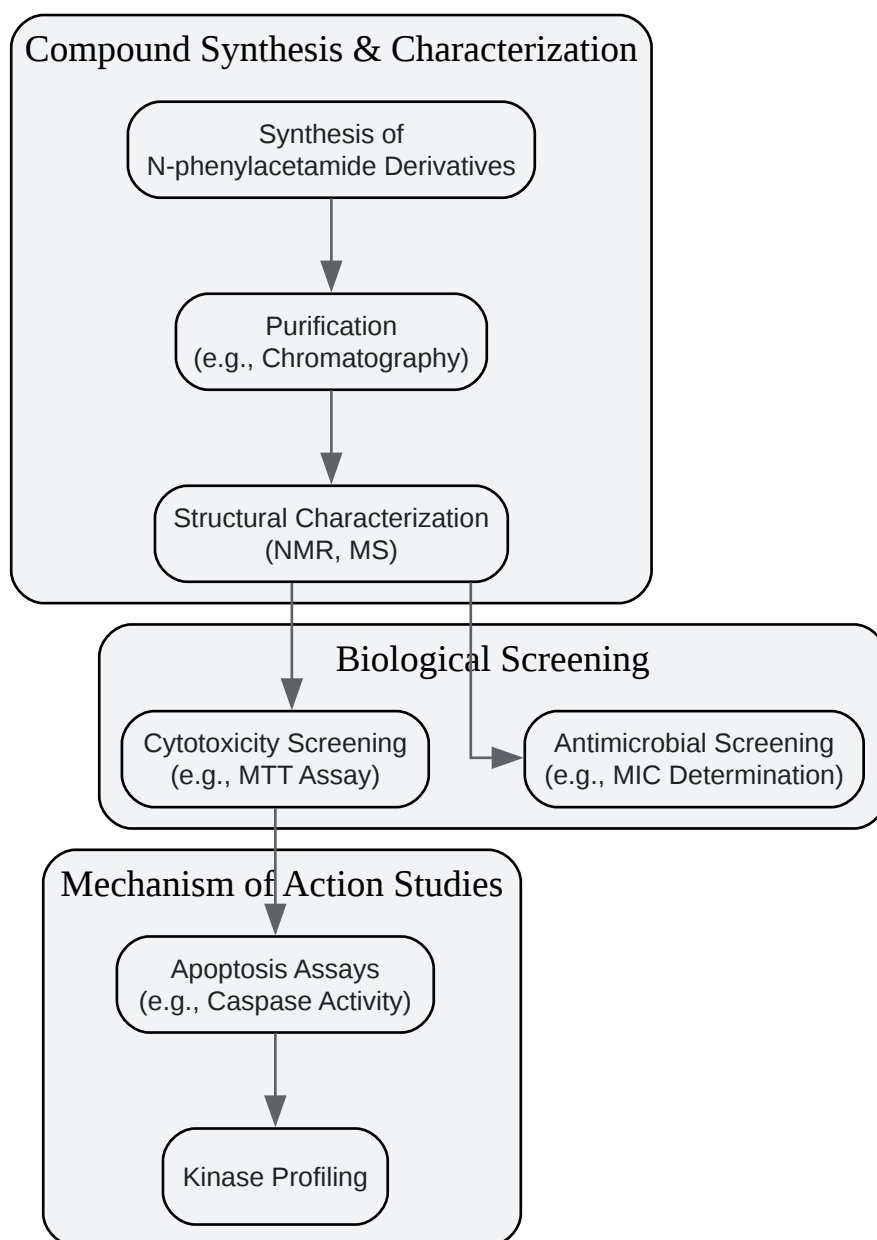 Compound Synthesis & Characterization
Synthesis of
N-phenylacetamide Derivatives
Purification
(e.g., Chromatography)
Structural Characterization
(NMR, MS)
Biological Screening
Cytotoxicity Screening
(e.g., MTT Assay)
Antimicrobial Screening
(e.g., MIC Determination)
Mechanism of Action Studies
Apoptosis Assays
(e.g., Caspase Activity)
Kinase Profiling